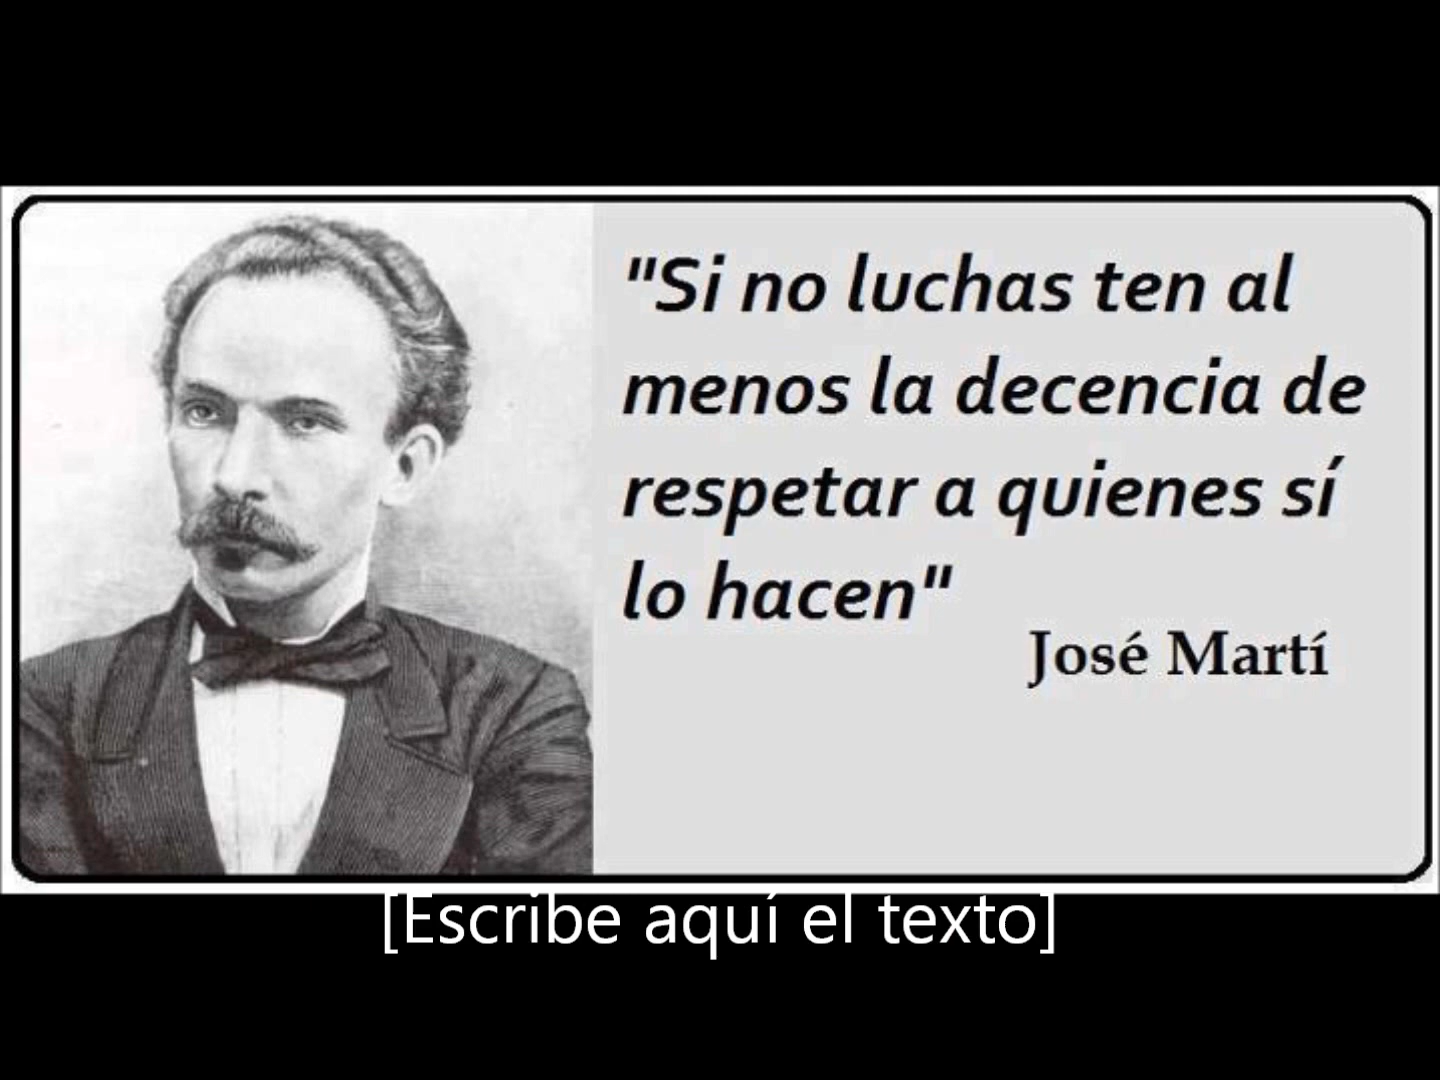 "Si no luchas ten al
menos la decencia de
respetar a quienes sí
lo hacen"
José Martí
[Escribe aquí el texto]